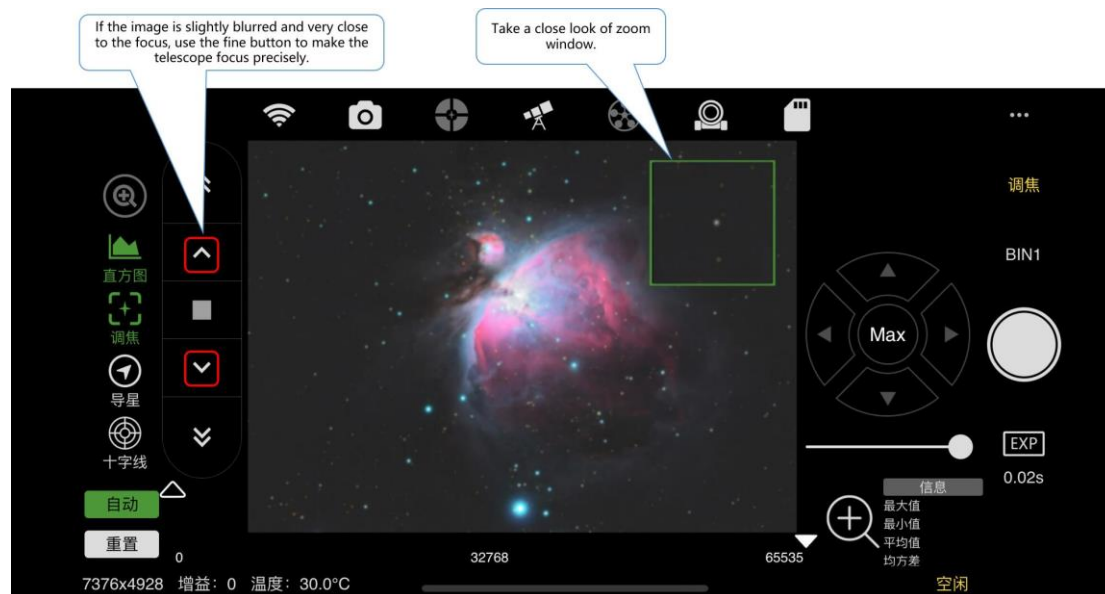 If the image is slightly blurred and very close
to the focus, use the fine button to make the
telescope focus precisely.
Take a close look of zoom
window.
调焦
直方图
BIN1
调焦
Max
导星
十字线
EXP
0.02s
自动
信息
最大值
最小值
重置
平均值
均方差
0
32768
65535
7376x4928 增益：0 温度：30.0°C
空闲